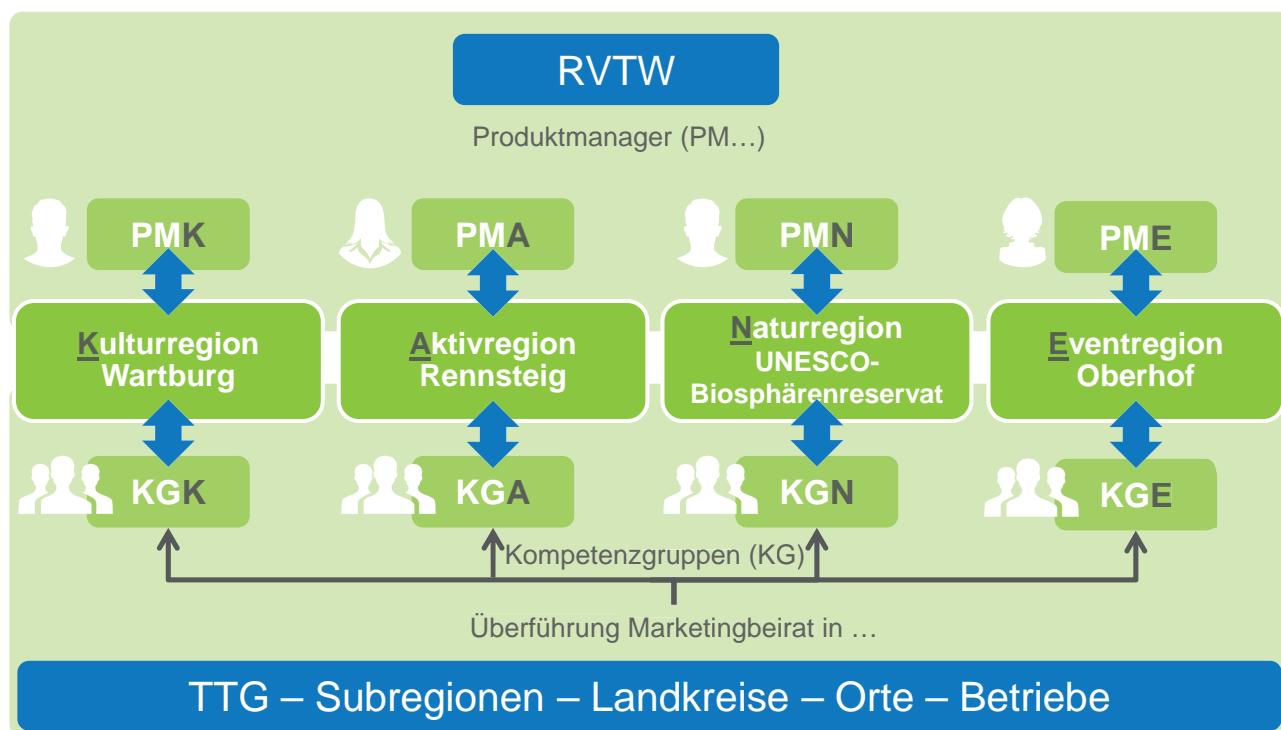 RVTW
Produktmanager (PM…)
PMK
PMA
PMN
PME
Kulturregion
Wartburg
Aktivregion
Rennsteig
Naturregion
UNESCO-
Biosphärenreservat
Eventregion
Oberhof
KGK
KGA
KGN
KGE
Kompetenzgruppen (KG)
Überführung Marketingbeirat in …
TTG – Subregionen – Landkreise – Orte – Betriebe